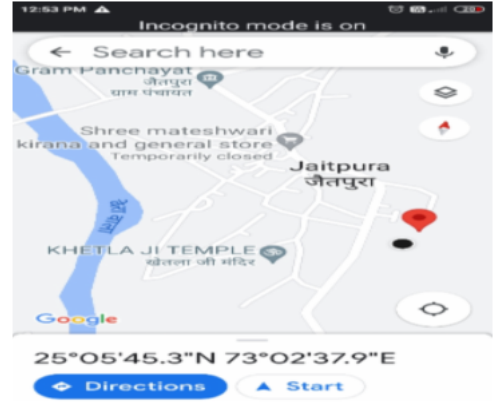 12:53 PM
Incognito mode is on
Search here
Gram Panchayat
जैतपुरा
ग्राम पंचायत
Shree mateshwari
kirana and general store
Temporarily closed
Jaitpura
जैतपुरा
KHETLA JI TEMPLE
खेतला जी मंदिर
Google
25°05'45.3"N 73°02'37.9"E
Directions
Start